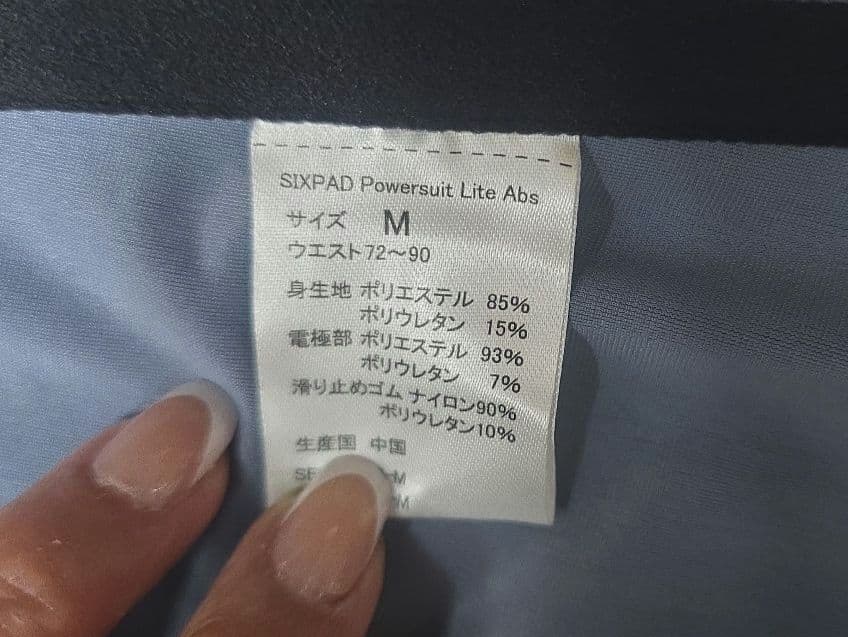 SIXPAD Powersuit Lite Abs
サイズ M
ウエスト72～90
身生地 ポリエステル 85%
ポリウレタン 15%
電極部 ポリエステル 93%
ポリウレタン 7%
滑り止めゴム ナイロン90%
ポリウレタン10%
生産国 中国